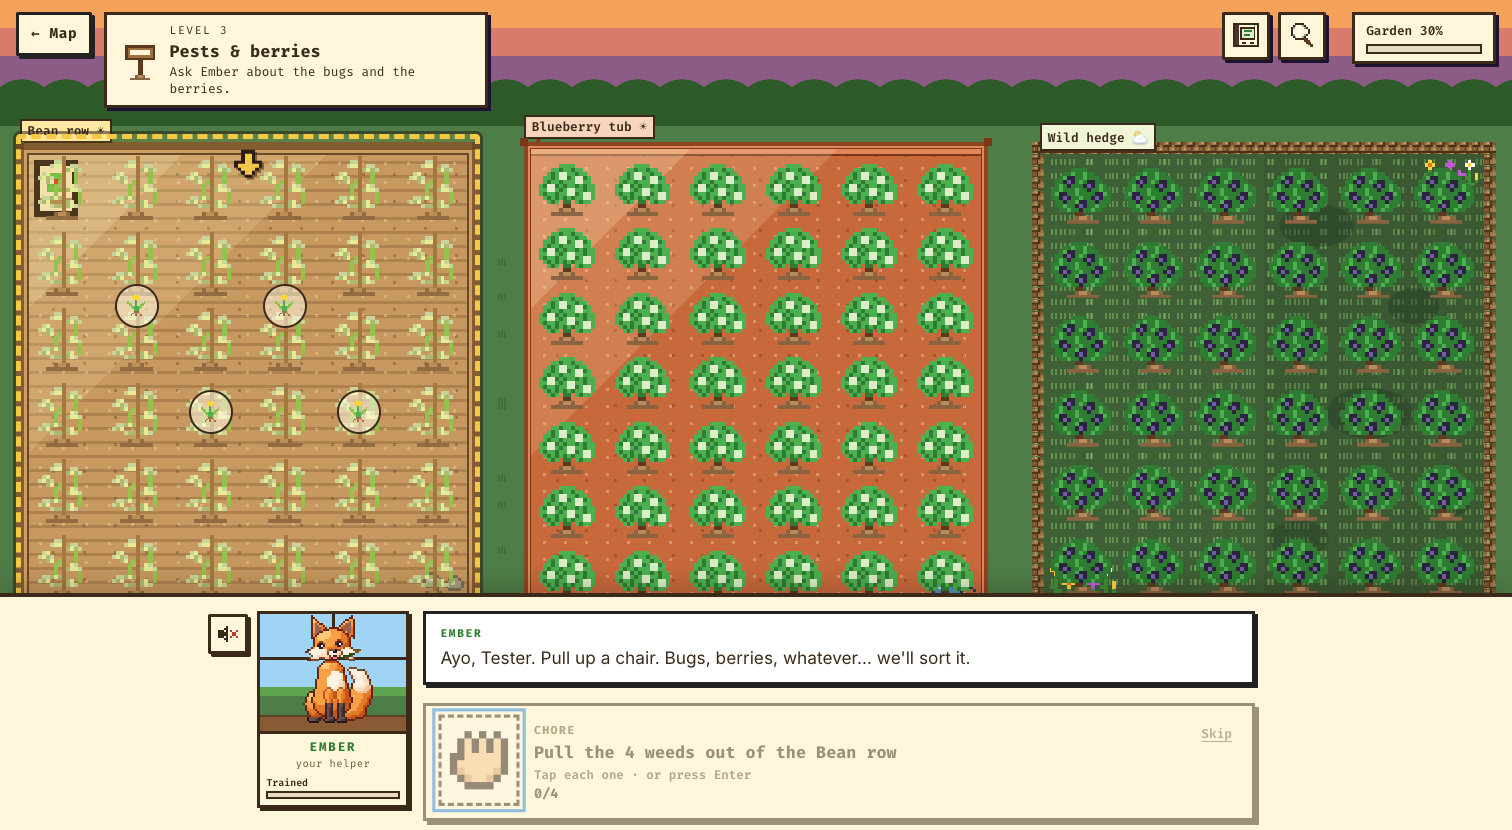 ← Map
LEVEL 3
Pests & berries
Ask Ember about the bugs and the
berries.
Garden 30%
Bean row ☀
Blueberry tub ☀
Wild hedge ⛅
EMBER
Ayo, Tester. Pull up a chair. Bugs, berries, whatever... we'll sort it.
EMBER
your helper
Trained
CHORE
Pull the 4 weeds out of the Bean row
Tap each one · or press Enter
0/4
Skip